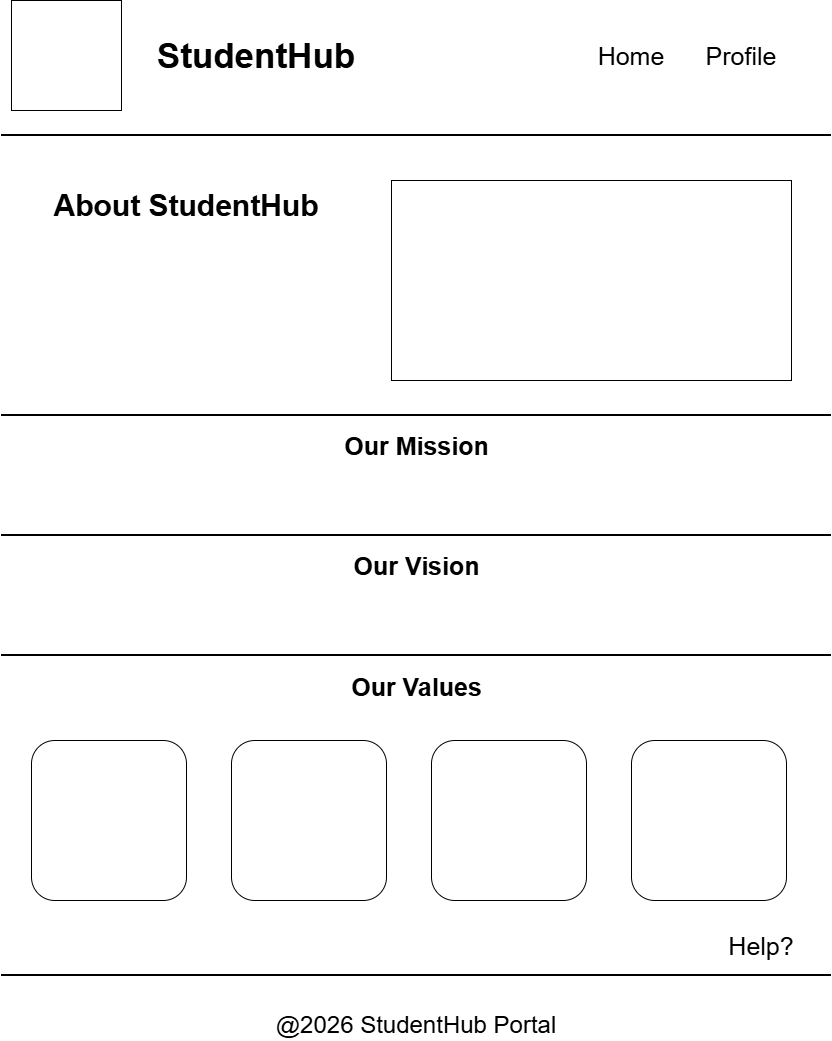 StudentHub
Home Profile
About StudentHub
Our Mission
Our Vision
Our Values
Help?
@2026 StudentHub Portal